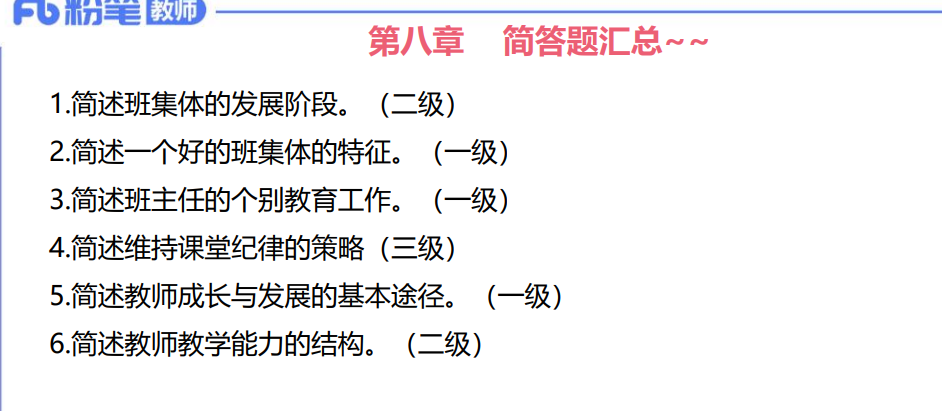 粉笔教师
第八章 简答题汇总~~
1.简述班集体的发展阶段。（二级）
2.简述一个好的班集体的特征。（一级）
3.简述班主任的个别教育工作。（一级）
4.简述维持课堂纪律的策略（三级）
5.简述教师成长与发展的基本途径。（一级）
6.简述教师教学能力的结构。（二级）